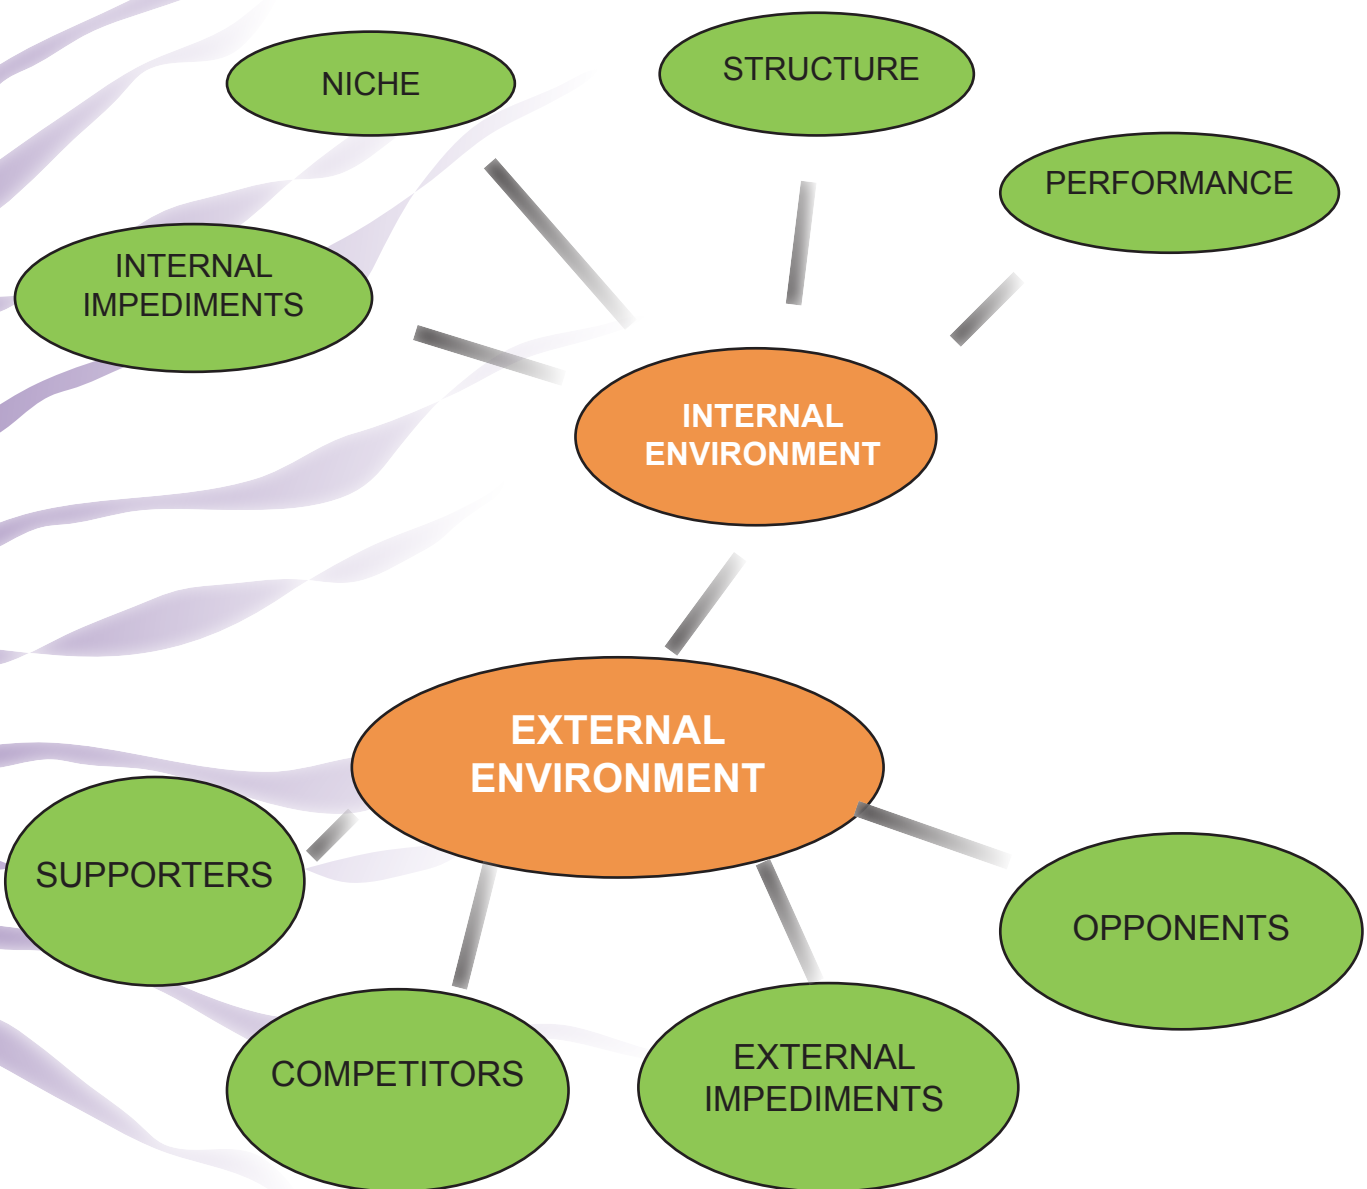 NICHE
STRUCTURE
PERFORMANCE
INTERNAL
IMPEDIMENTS
INTERNAL
ENVIRONMENT
EXTERNAL
ENVIRONMENT
SUPPORTERS
OPPONENTS
COMPETITORS
EXTERNAL
IMPEDIMENTS